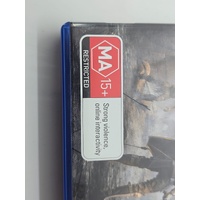 MA 15+
RESTRICTED
Strong violence,
online interactivity